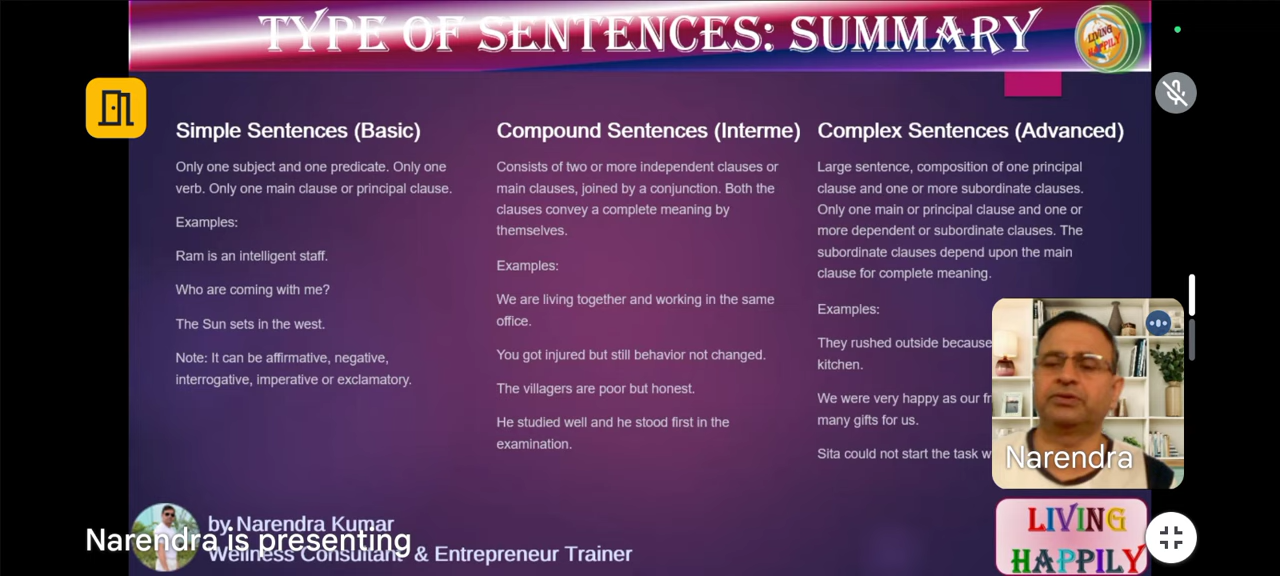 TYPE OF SENTENCES: SUMMARY
LIVING
HAPPILY
Simple Sentences (Basic)
Only one subject and one predicate. Only one
verb. Only one main clause or principal clause.
Examples:
Ram is an intelligent staff.
Who are coming with me?
The Sun sets in the west.
Note: It can be affirmative, negative,
interrogative, imperative or exclamatory.
Compound Sentences (Interme)
Consists of two or more independent clauses or
main clauses, joined by a conjunction. Both the
clauses convey a complete meaning by
themselves.
Examples:
We are living together and working in the same
office.
You got injured but still behavior not changed.
The villagers are poor but honest.
He studied well and he stood first in the
examination.
Complex Sentences (Advanced)
Large sentence, composition of one principal
clause and one or more subordinate clauses.
Only one main or principal clause and one or
more dependent or subordinate clauses. The
subordinate clauses depend upon the main
clause for complete meaning.
Examples:
They rushed outside because
kitchen.
We were very happy as our
many gifts for us.
Sita could not start the task
Narendra
by Narendra Kumar
Narendra is presenting
Wellness Consultant & Entrepreneur Trainer
LIVING
HAPPILY